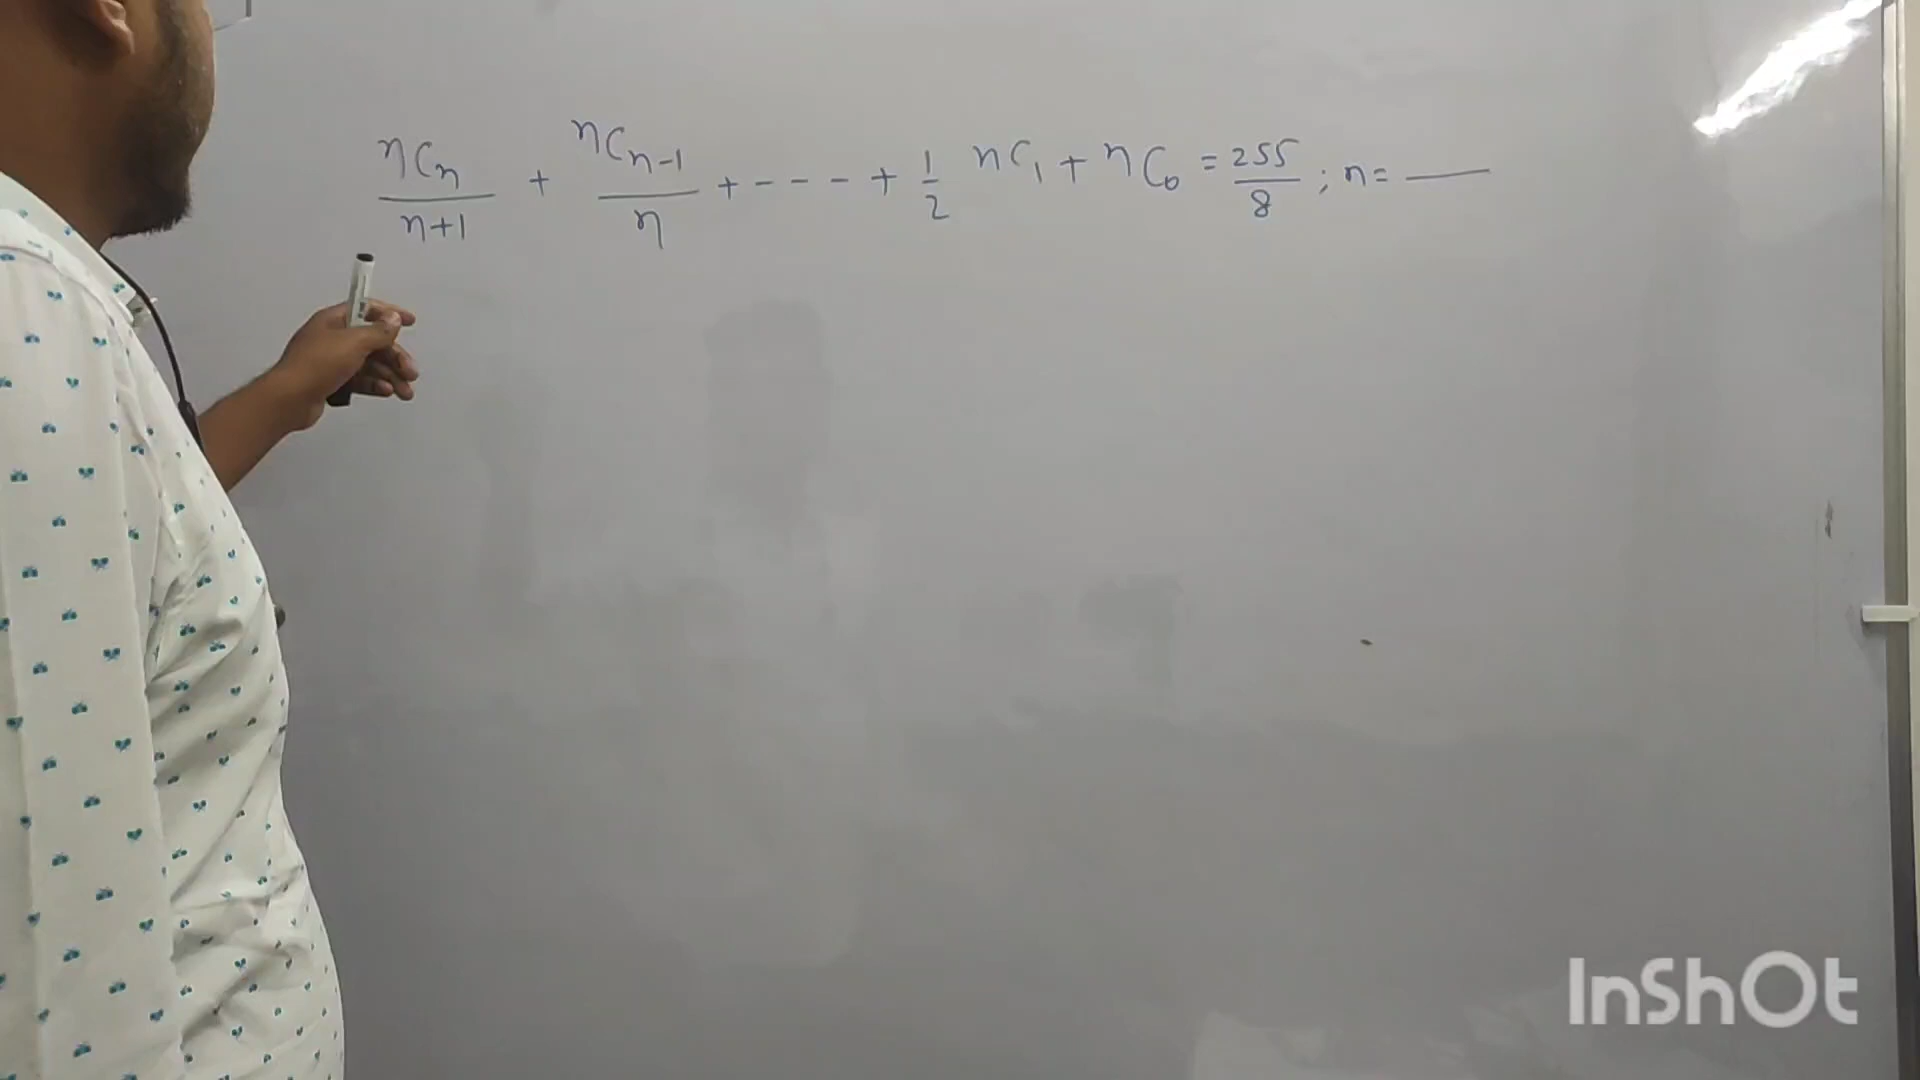 nCn/n+1 + nCn-1/n + - - - - + 1/2 nC1 + nC0 = 255/8 ; n = ___
InShOt